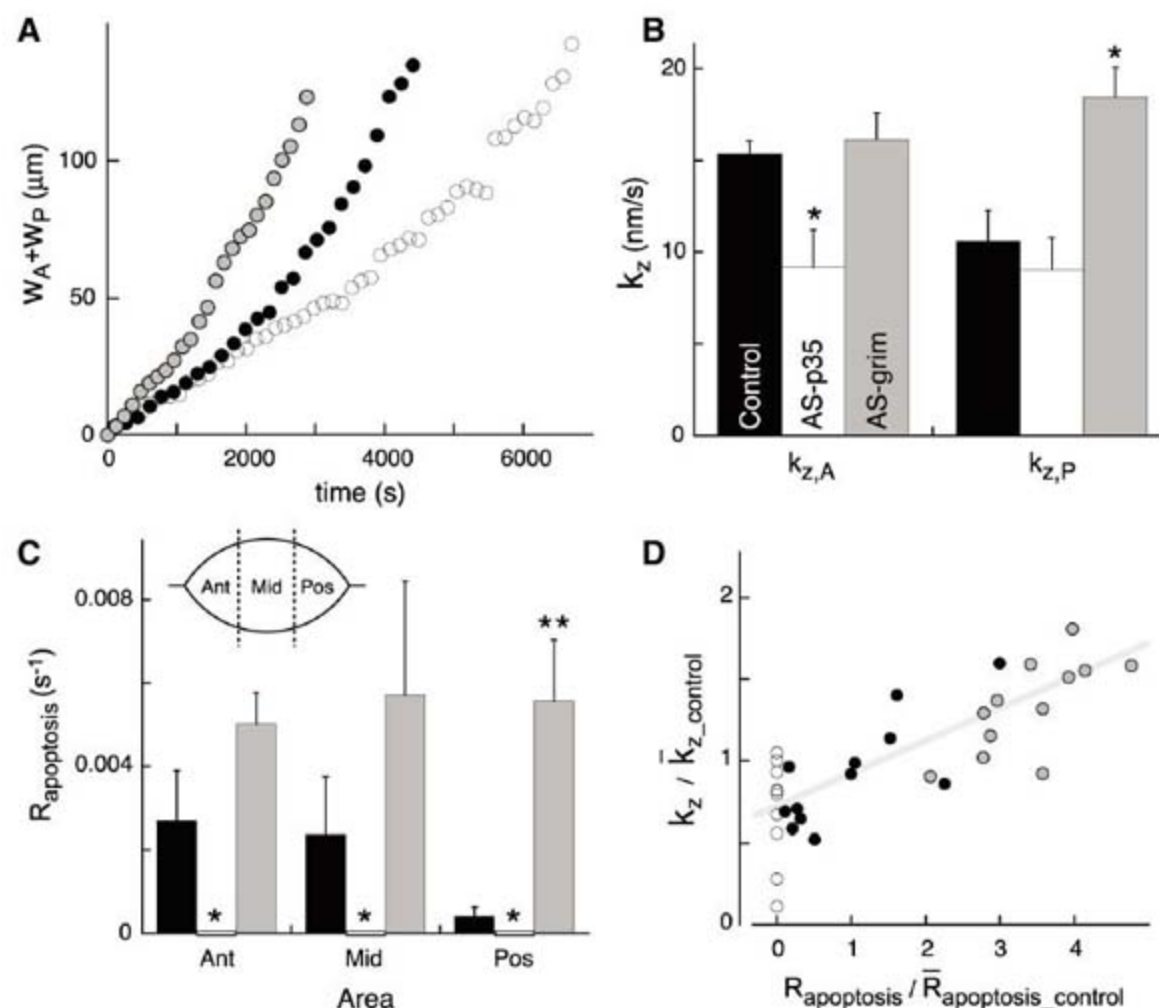 A
W_A+W_P (μm)
100
50
0
0
2000
4000
6000
time (s)
B
k_z (nm/s)
20
10
0
*
*
Control
AS-p35
AS-grim
k_z,A
k_z,P
C
R_apoptosis (s⁻¹)
0.008
0.004
0
Ant
Mid
Pos
*
*
*
**
Ant
Mid
Pos
Area
D
k_z / k̄_z_control
2
1
0
0
1
2
3
4
R_apoptosis / R̄_apoptosis_control